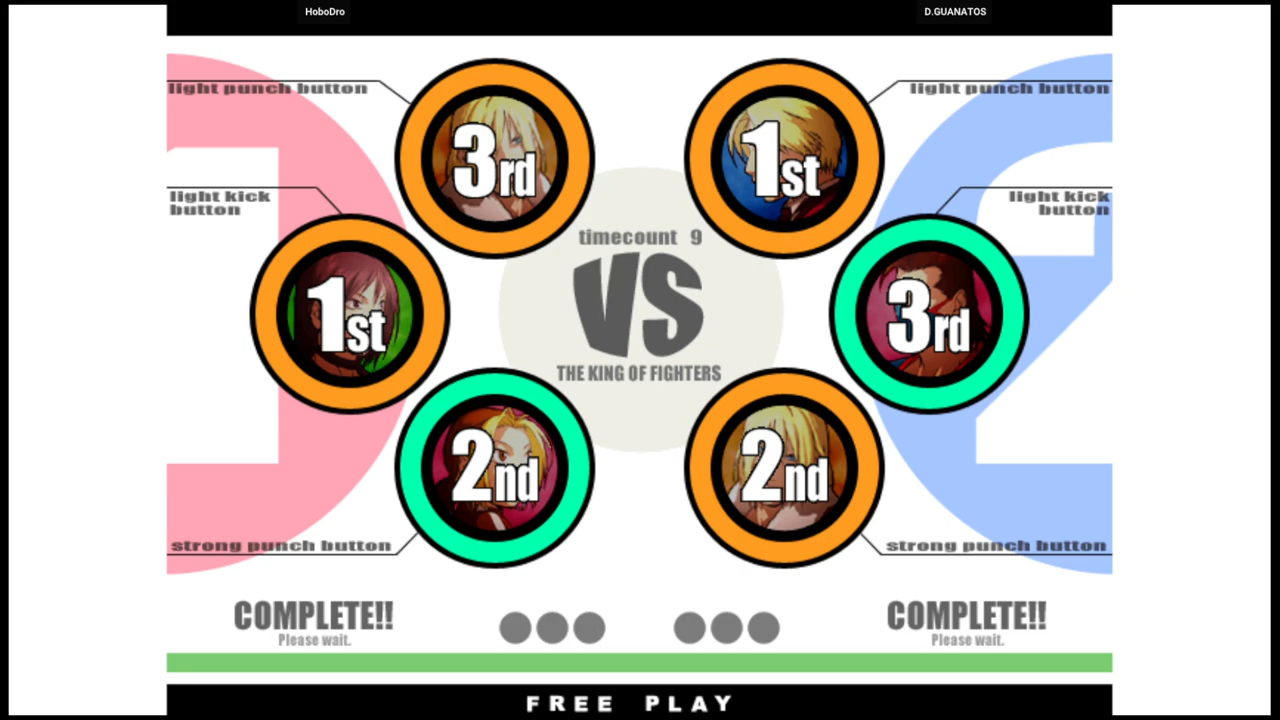 HoboDro
D.GUANATOS
light punch button
3rd
1st
light punch button
light kick
button
light kick
button
timecount 9
1st
VS
3rd
THE KING OF FIGHTERS
2nd
2nd
strong punch button
strong punch button
COMPLETE!!
Please wait.
COMPLETE!!
Please wait.
FREE PLAY